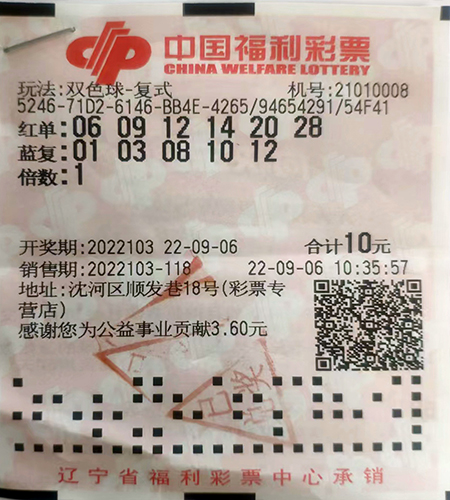 中国福利彩票
CHINA WELFARE LOTTERY
玩法:双色球-复式 机号:21010008
5246-71D2-6146-BB4E-4265/94654291/54F41
红单:06 09 12 14 20 28
蓝复:01 03 08 10 12
倍数:1
开奖期:2022103 22-09-06 合计10元
销售期:2022103-118 22-09-06 10:35:57
地址:沈河区顺发巷18号(彩票专
营店)
感谢您为公益事业贡献3.60元
已兑奖
辽宁省福利彩票中心承销